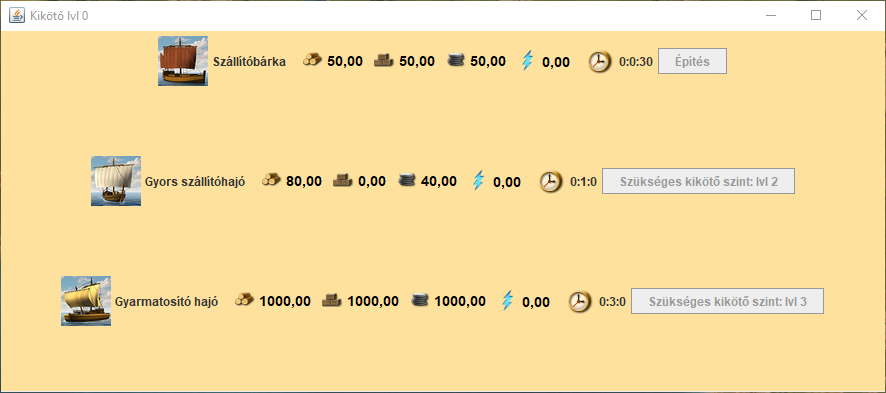 Kikötő lvl 0
Szállítóbárka 50,00 50,00 50,00 0,00 0:0:30 Épités
Gyors szállítóhajó 80,00 0,00 40,00 0,00 0:1:0 Szükséges kikötő szint: lvl 2
Gyarmatosító hajó 1000,00 1000,00 1000,00 0,00 0:3:0 Szükséges kikötő szint: lvl 3